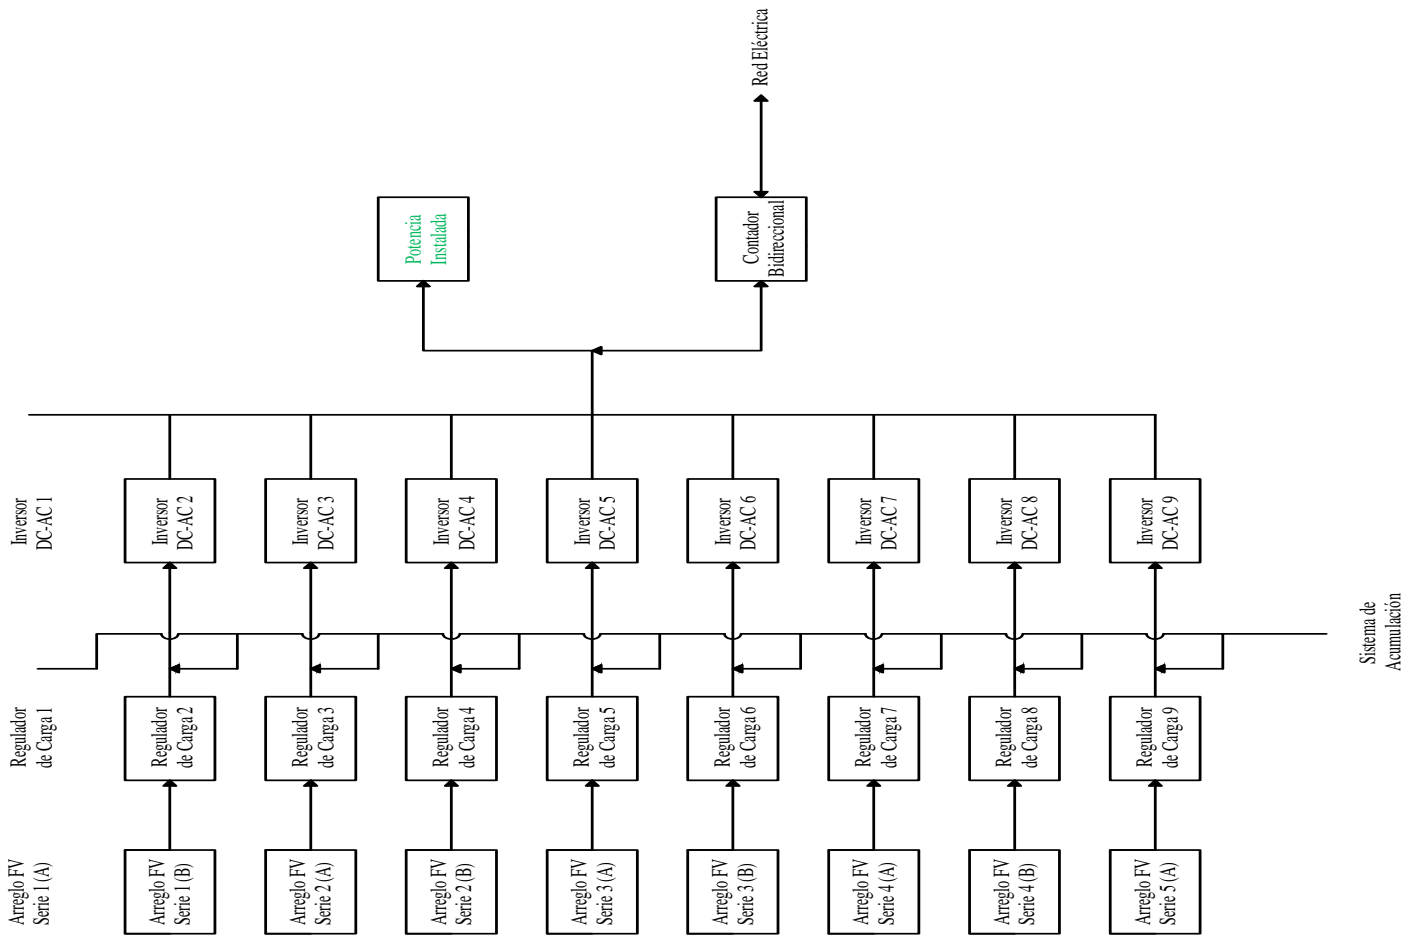 Red Eléctrica
Potencia
Instalada
Contador
Bidireccional
Inversor
DC-AC 1
Inversor
DC-AC 2
Inversor
DC-AC 3
Inversor
DC-AC 4
Inversor
DC-AC 5
Inversor
DC-AC 6
Inversor
DC-AC 7
Inversor
DC-AC 8
Inversor
DC-AC 9
Sistema de
Acumulación
Regulador
de Carga 1
Regulador
de Carga 2
Regulador
de Carga 3
Regulador
de Carga 4
Regulador
de Carga 5
Regulador
de Carga 6
Regulador
de Carga 7
Regulador
de Carga 8
Regulador
de Carga 9
Arreglo FV
Serie 1 (A)
Arreglo FV
Serie 1 (B)
Arreglo FV
Serie 2 (A)
Arreglo FV
Serie 2 (B)
Arreglo FV
Serie 3 (A)
Arreglo FV
Serie 3 (B)
Arreglo FV
Serie 4 (A)
Arreglo FV
Serie 4 (B)
Arreglo FV
Serie 5 (A)